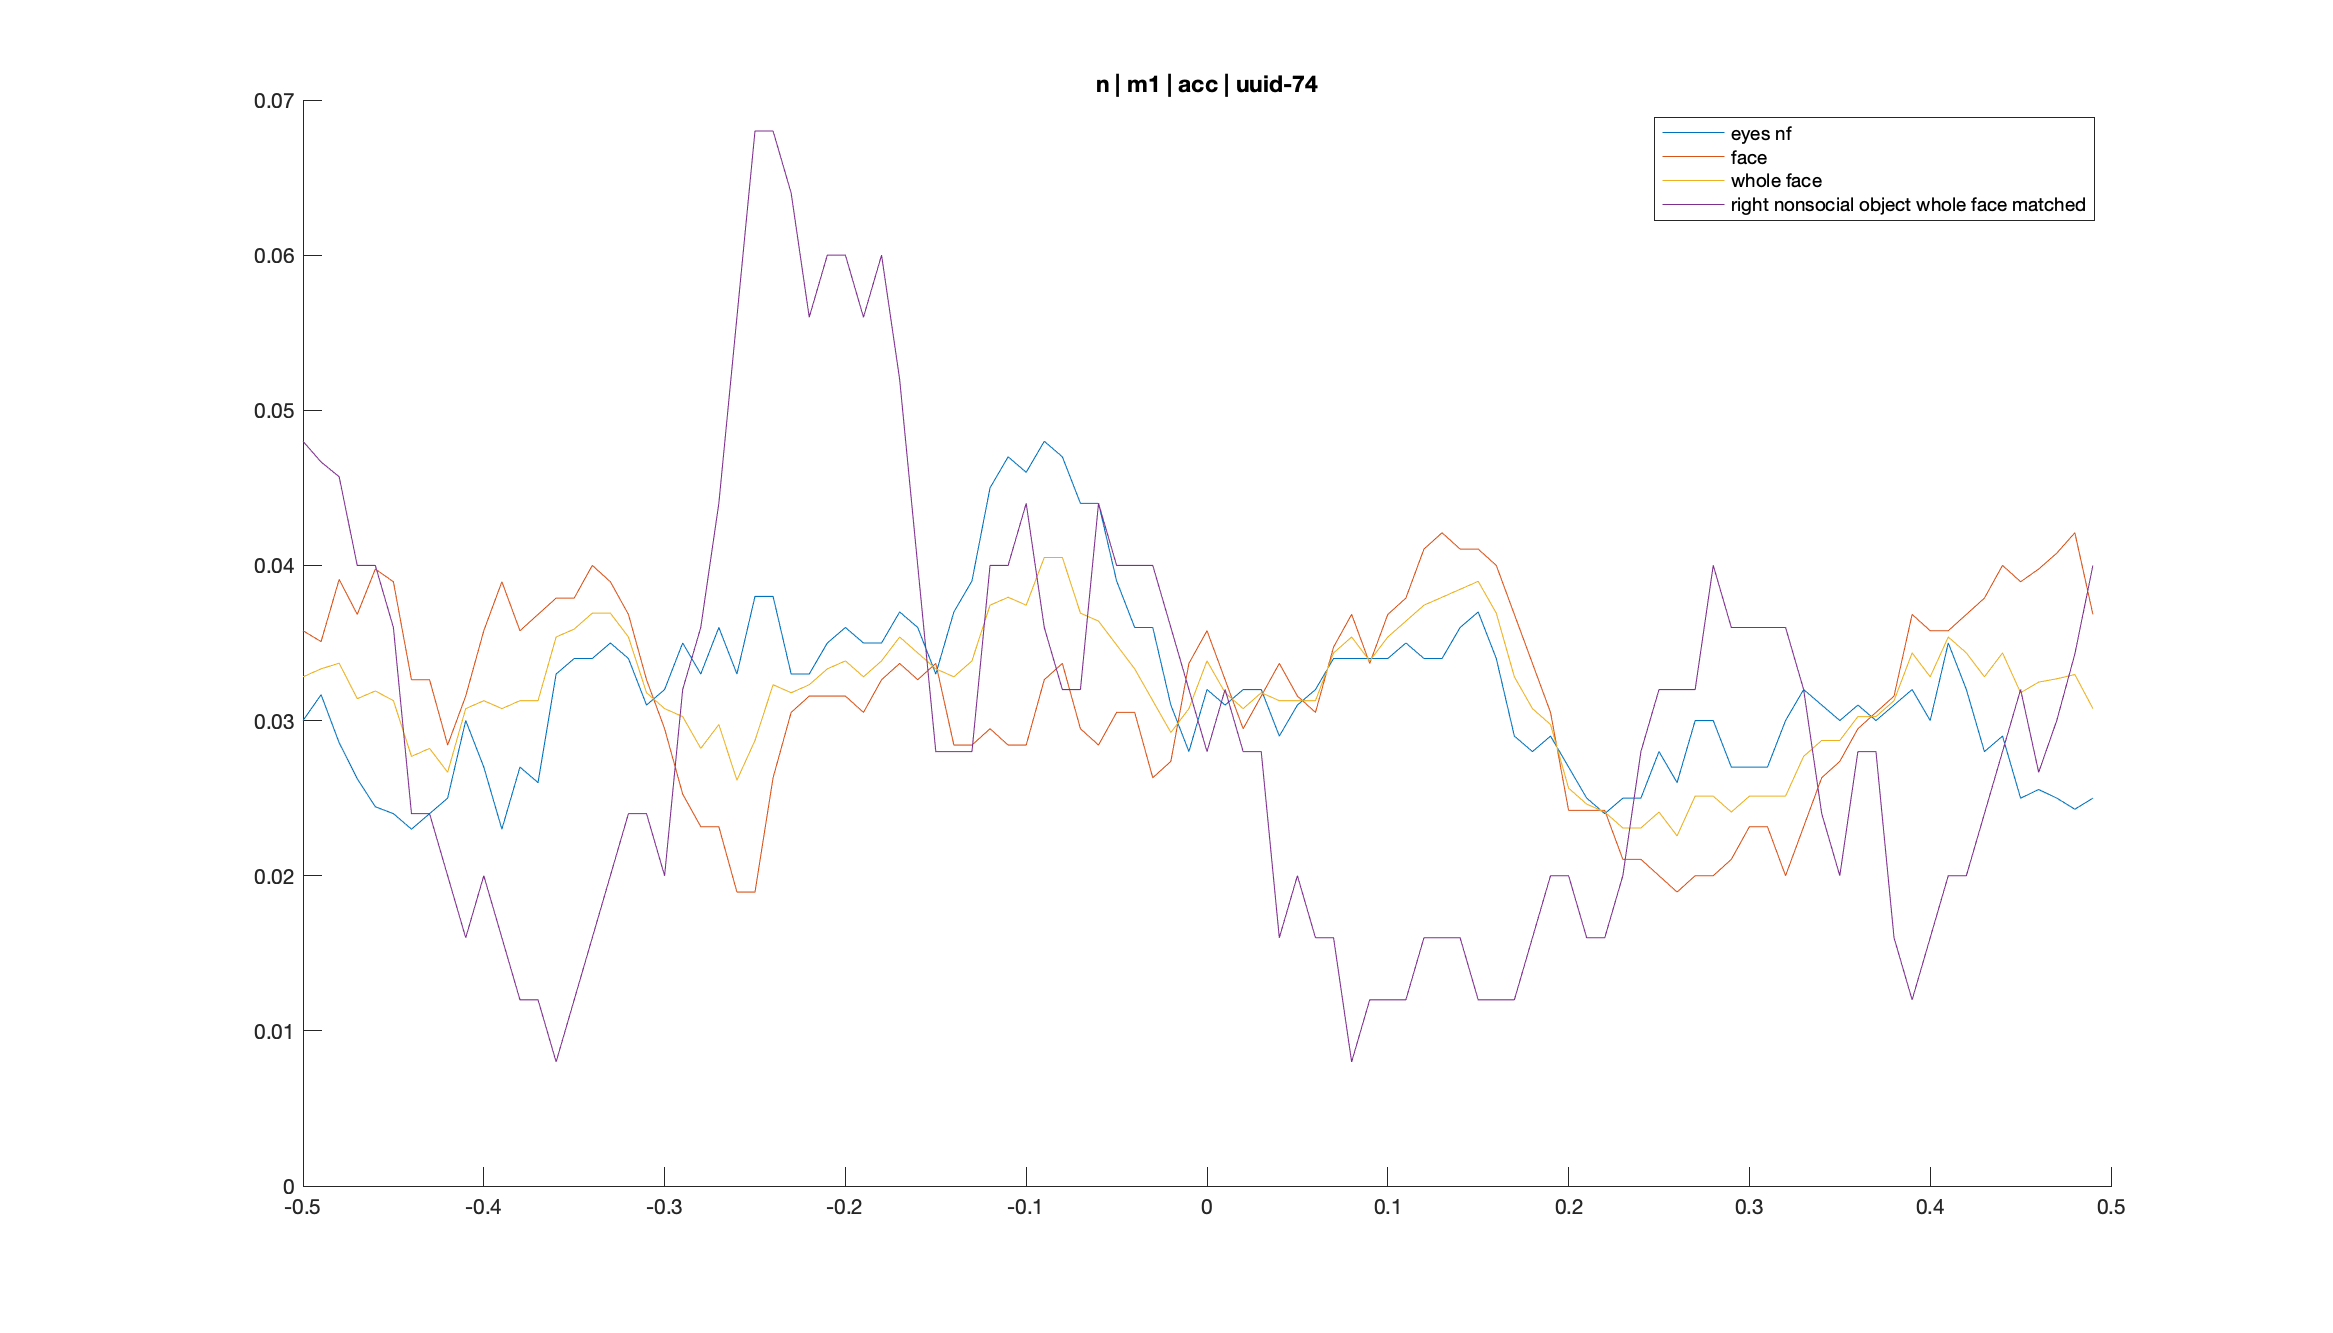 n | m1 | acc | uuid-74
0.07
0.06
0.05
0.04
0.03
0.02
0.01
0
eyes nf
face
whole face
right nonsocial object whole face matched
-0.5 -0.4 -0.3 -0.2 -0.1 0 0.1 0.2 0.3 0.4 0.5